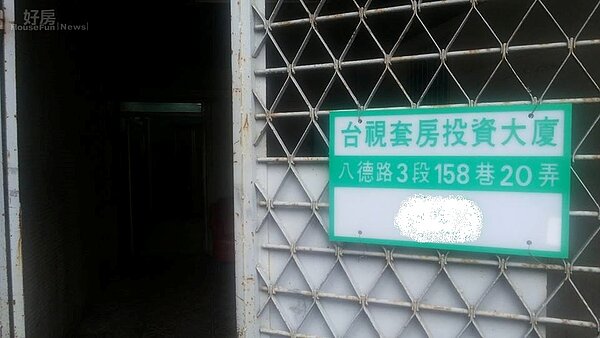 好房
HouseFun|News|
台視套房投資大廈
八德路3段158巷20弄